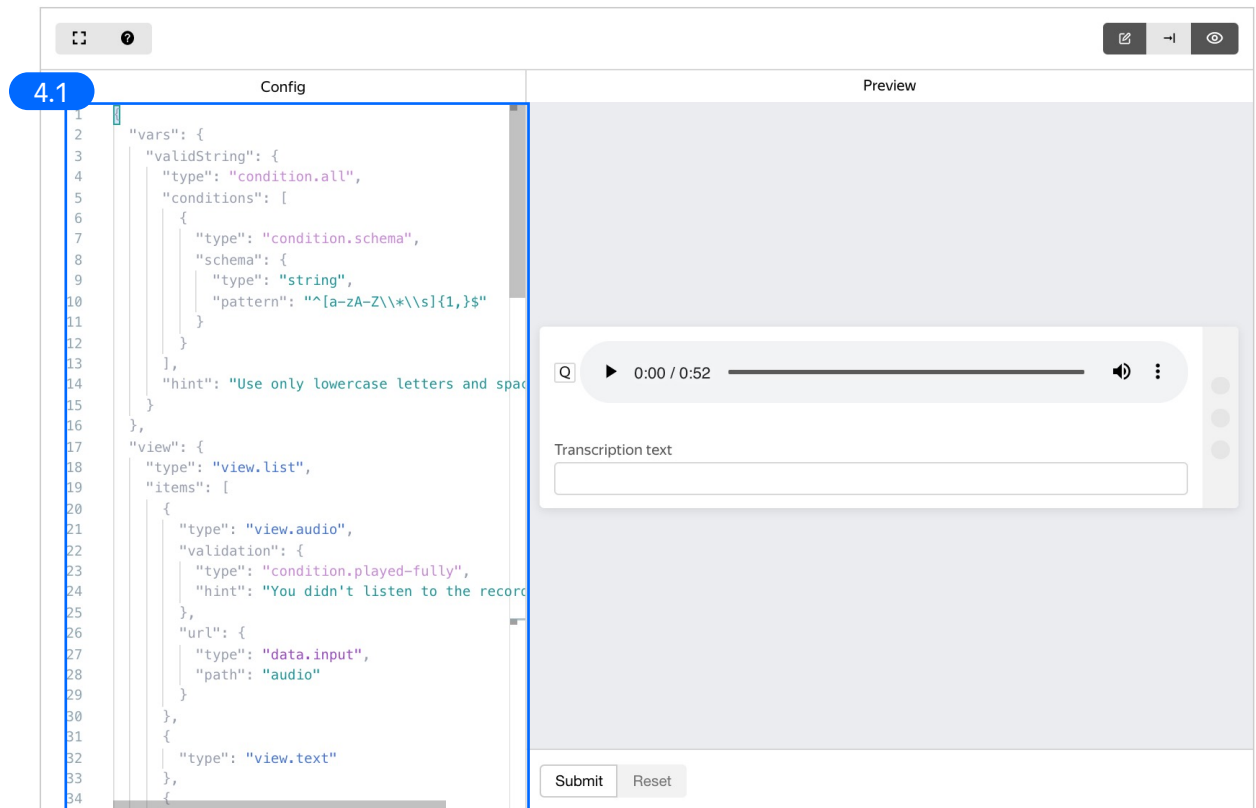 4.1
Config
Preview
1 {
2 "vars": {
3 "validString": {
4 "type": "condition.all",
5 "conditions": [
6 {
7 "type": "condition.schema",
8 "schema": {
9 "type": "string",
10 "pattern": "^[a-zA-Z\\*\\s]{1,}$"
11 }
12 }
13 ],
14 "hint": "Use only lowercase letters and spac
15 }
16 },
17 "view": {
18 "type": "view.list",
19 "items": [
20 {
21 "type": "view.audio",
22 "validation": {
23 "type": "condition.played-fully",
24 "hint": "You didn't listen to the record
25 },
26 "url": {
27 "type": "data.input",
28 "path": "audio"
29 }
30 },
31 {
32 "type": "view.text"
33 },
34 {
Q
0:00 / 0:52
Transcription text
Submit Reset